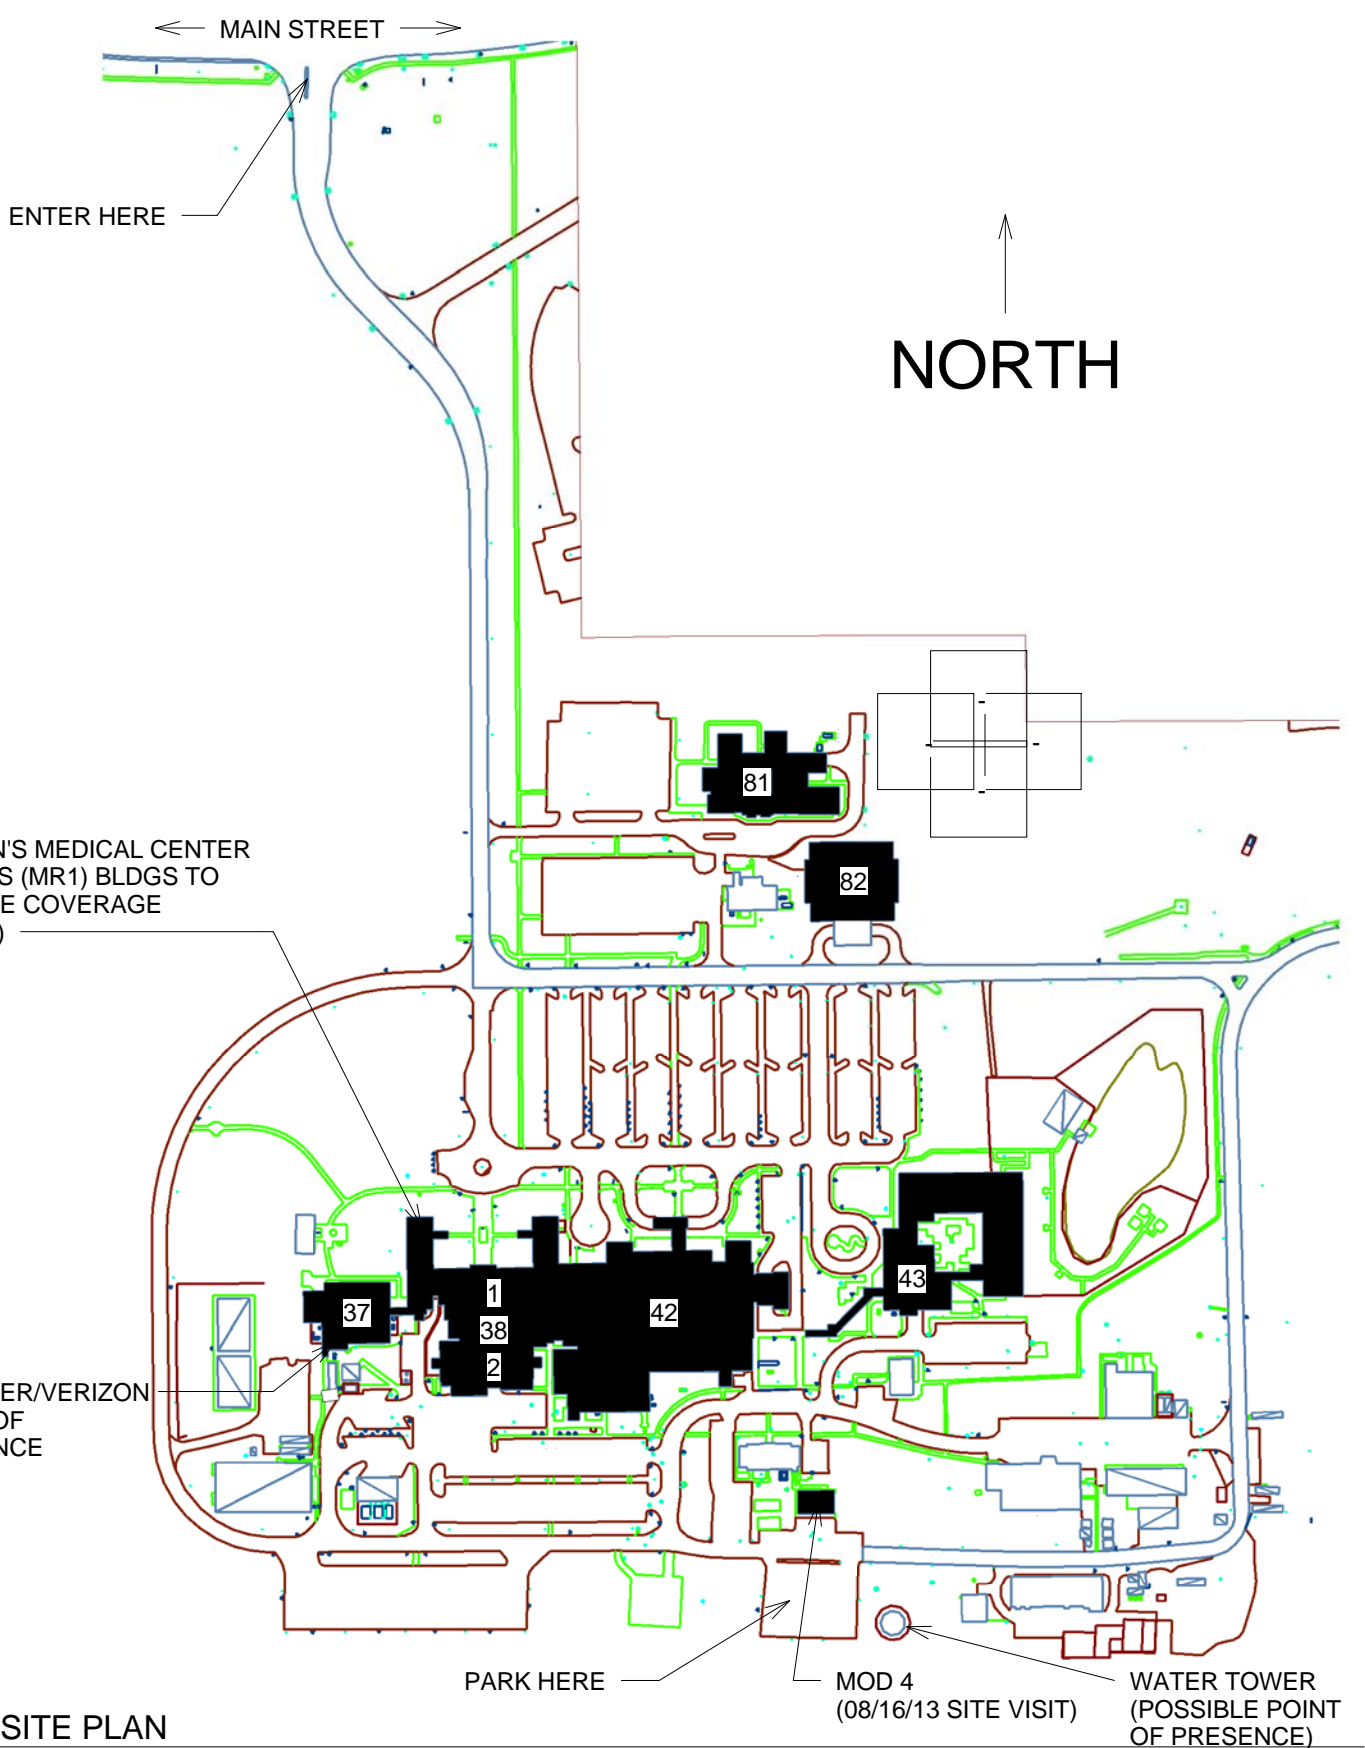 MAIN STREET
ENTER HERE
NORTH
81
N'S MEDICAL CENTER
S (MR1) BLDGS TO
E COVERAGE
)
82
43
1
37
42
38
2
ER/VERIZON
OF
NCE
PARK HERE
MOD 4
(08/16/13 SITE VISIT)
WATER TOWER
(POSSIBLE POINT
OF PRESENCE)
SITE PLAN